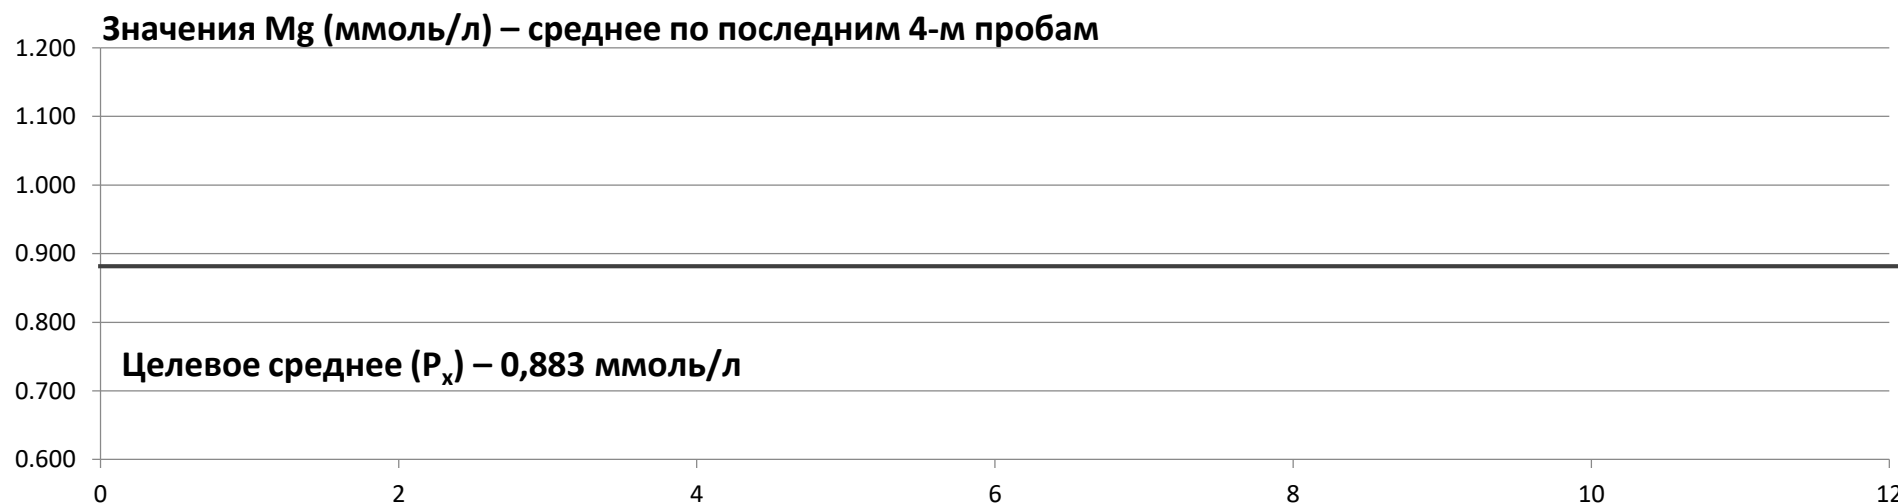 Значения Mg (ммоль/л) – среднее по последним 4-м пробам
1.200
1.100
1.000
0.900
0.800
Целевое среднее (Pₓ) – 0,883 ммоль/л
0.700
0.600
0 2 4 6 8 10 12